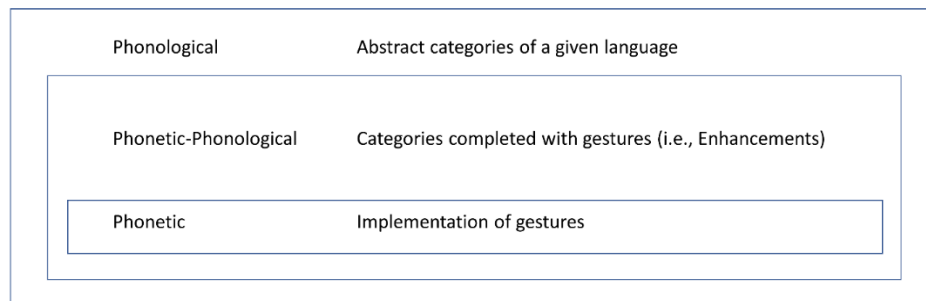 Phonological Abstract categories of a given language
Phonetic-Phonological Categories completed with gestures (i.e., Enhancements)
Phonetic Implementation of gestures